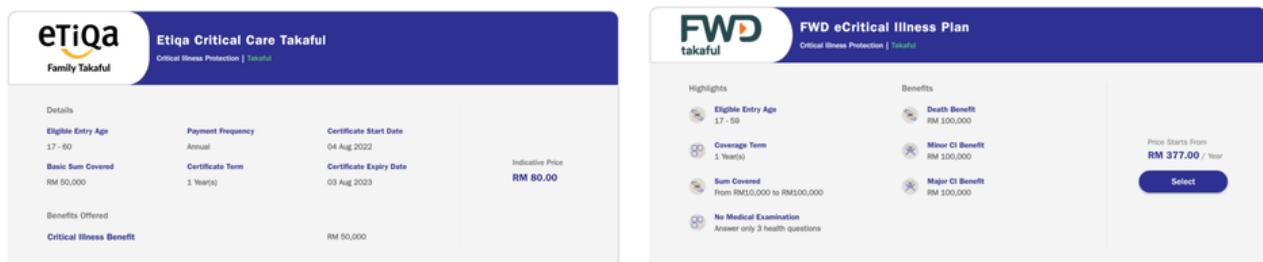 eTiQa
Family Takaful
Etiqa Critical Care Takaful
Critical Illness Protection | Takaful
Details
Eligible Entry Age
17 - 60
Payment Frequency
Annual
Certificate Start Date
04 Aug 2022
Basic Sum Covered
RM 50,000
Certificate Term
1 Year(s)
Certificate Expiry Date
03 Aug 2023
Indicative Price
RM 80.00
Benefits Offered
Critical Illness Benefit
RM 50,000
FWD
takaful
FWD eCritical Illness Plan
Critical Illness Protection | Takaful
Highlights
Eligible Entry Age
17 - 59
Coverage Term
1 Year(s)
Sum Covered
From RM10,000 to RM100,000
No Medical Examination
Answer only 3 health questions
Benefits
Death Benefit
RM 100,000
Minor CI Benefit
RM 100,000
Major CI Benefit
RM 100,000
Price Starts From
RM 377.00 / Year
Select